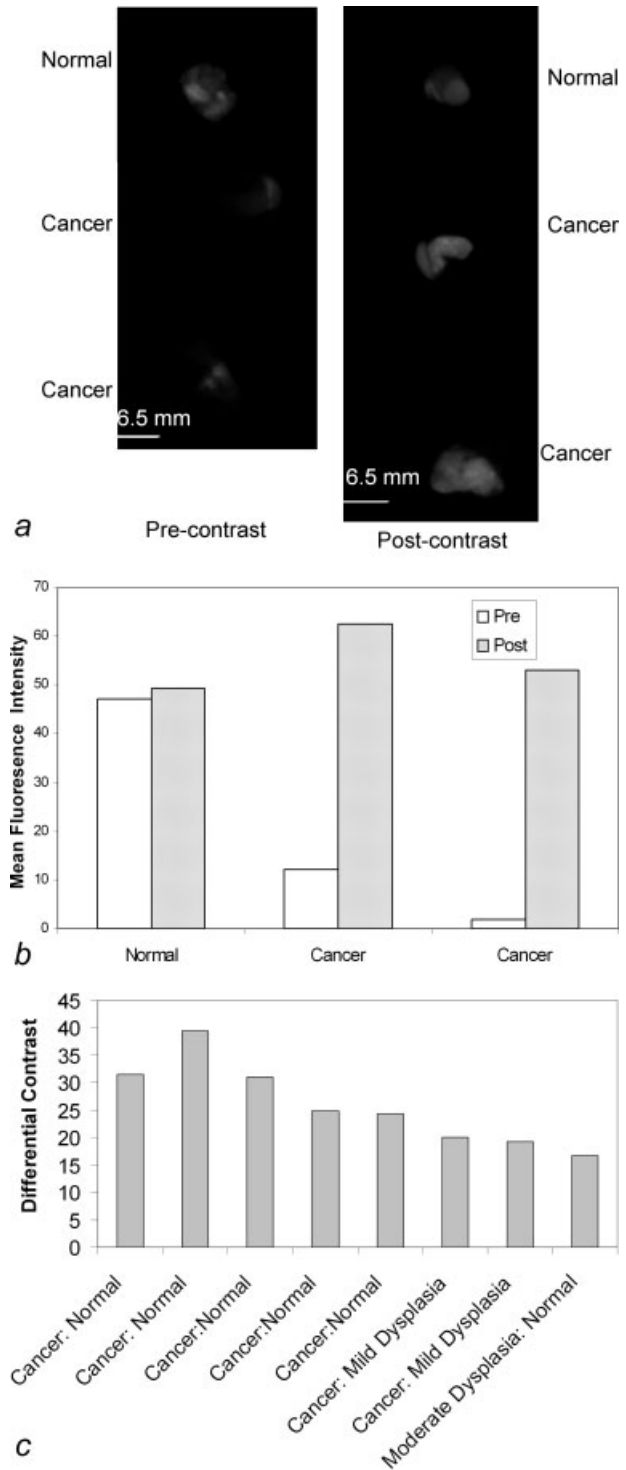 Normal
Cancer
Cancer
6.5 mm
Pre-contrast
Normal
Cancer
Cancer
6.5 mm
Post-contrast
a
70
60
50
40
30
20
10
0
Mean Fluoresence Intensity
Pre
Post
Normal
Cancer
Cancer
b
45
40
35
30
25
20
15
10
5
0
Differential Contrast
Cancer: Normal
Cancer: Normal
Cancer:Normal
Cancer:Normal
Cancer:Normal
Cancer: Mild Dysplasia
Cancer: Mild Dysplasia
Moderate Dysplasia: Normal
c